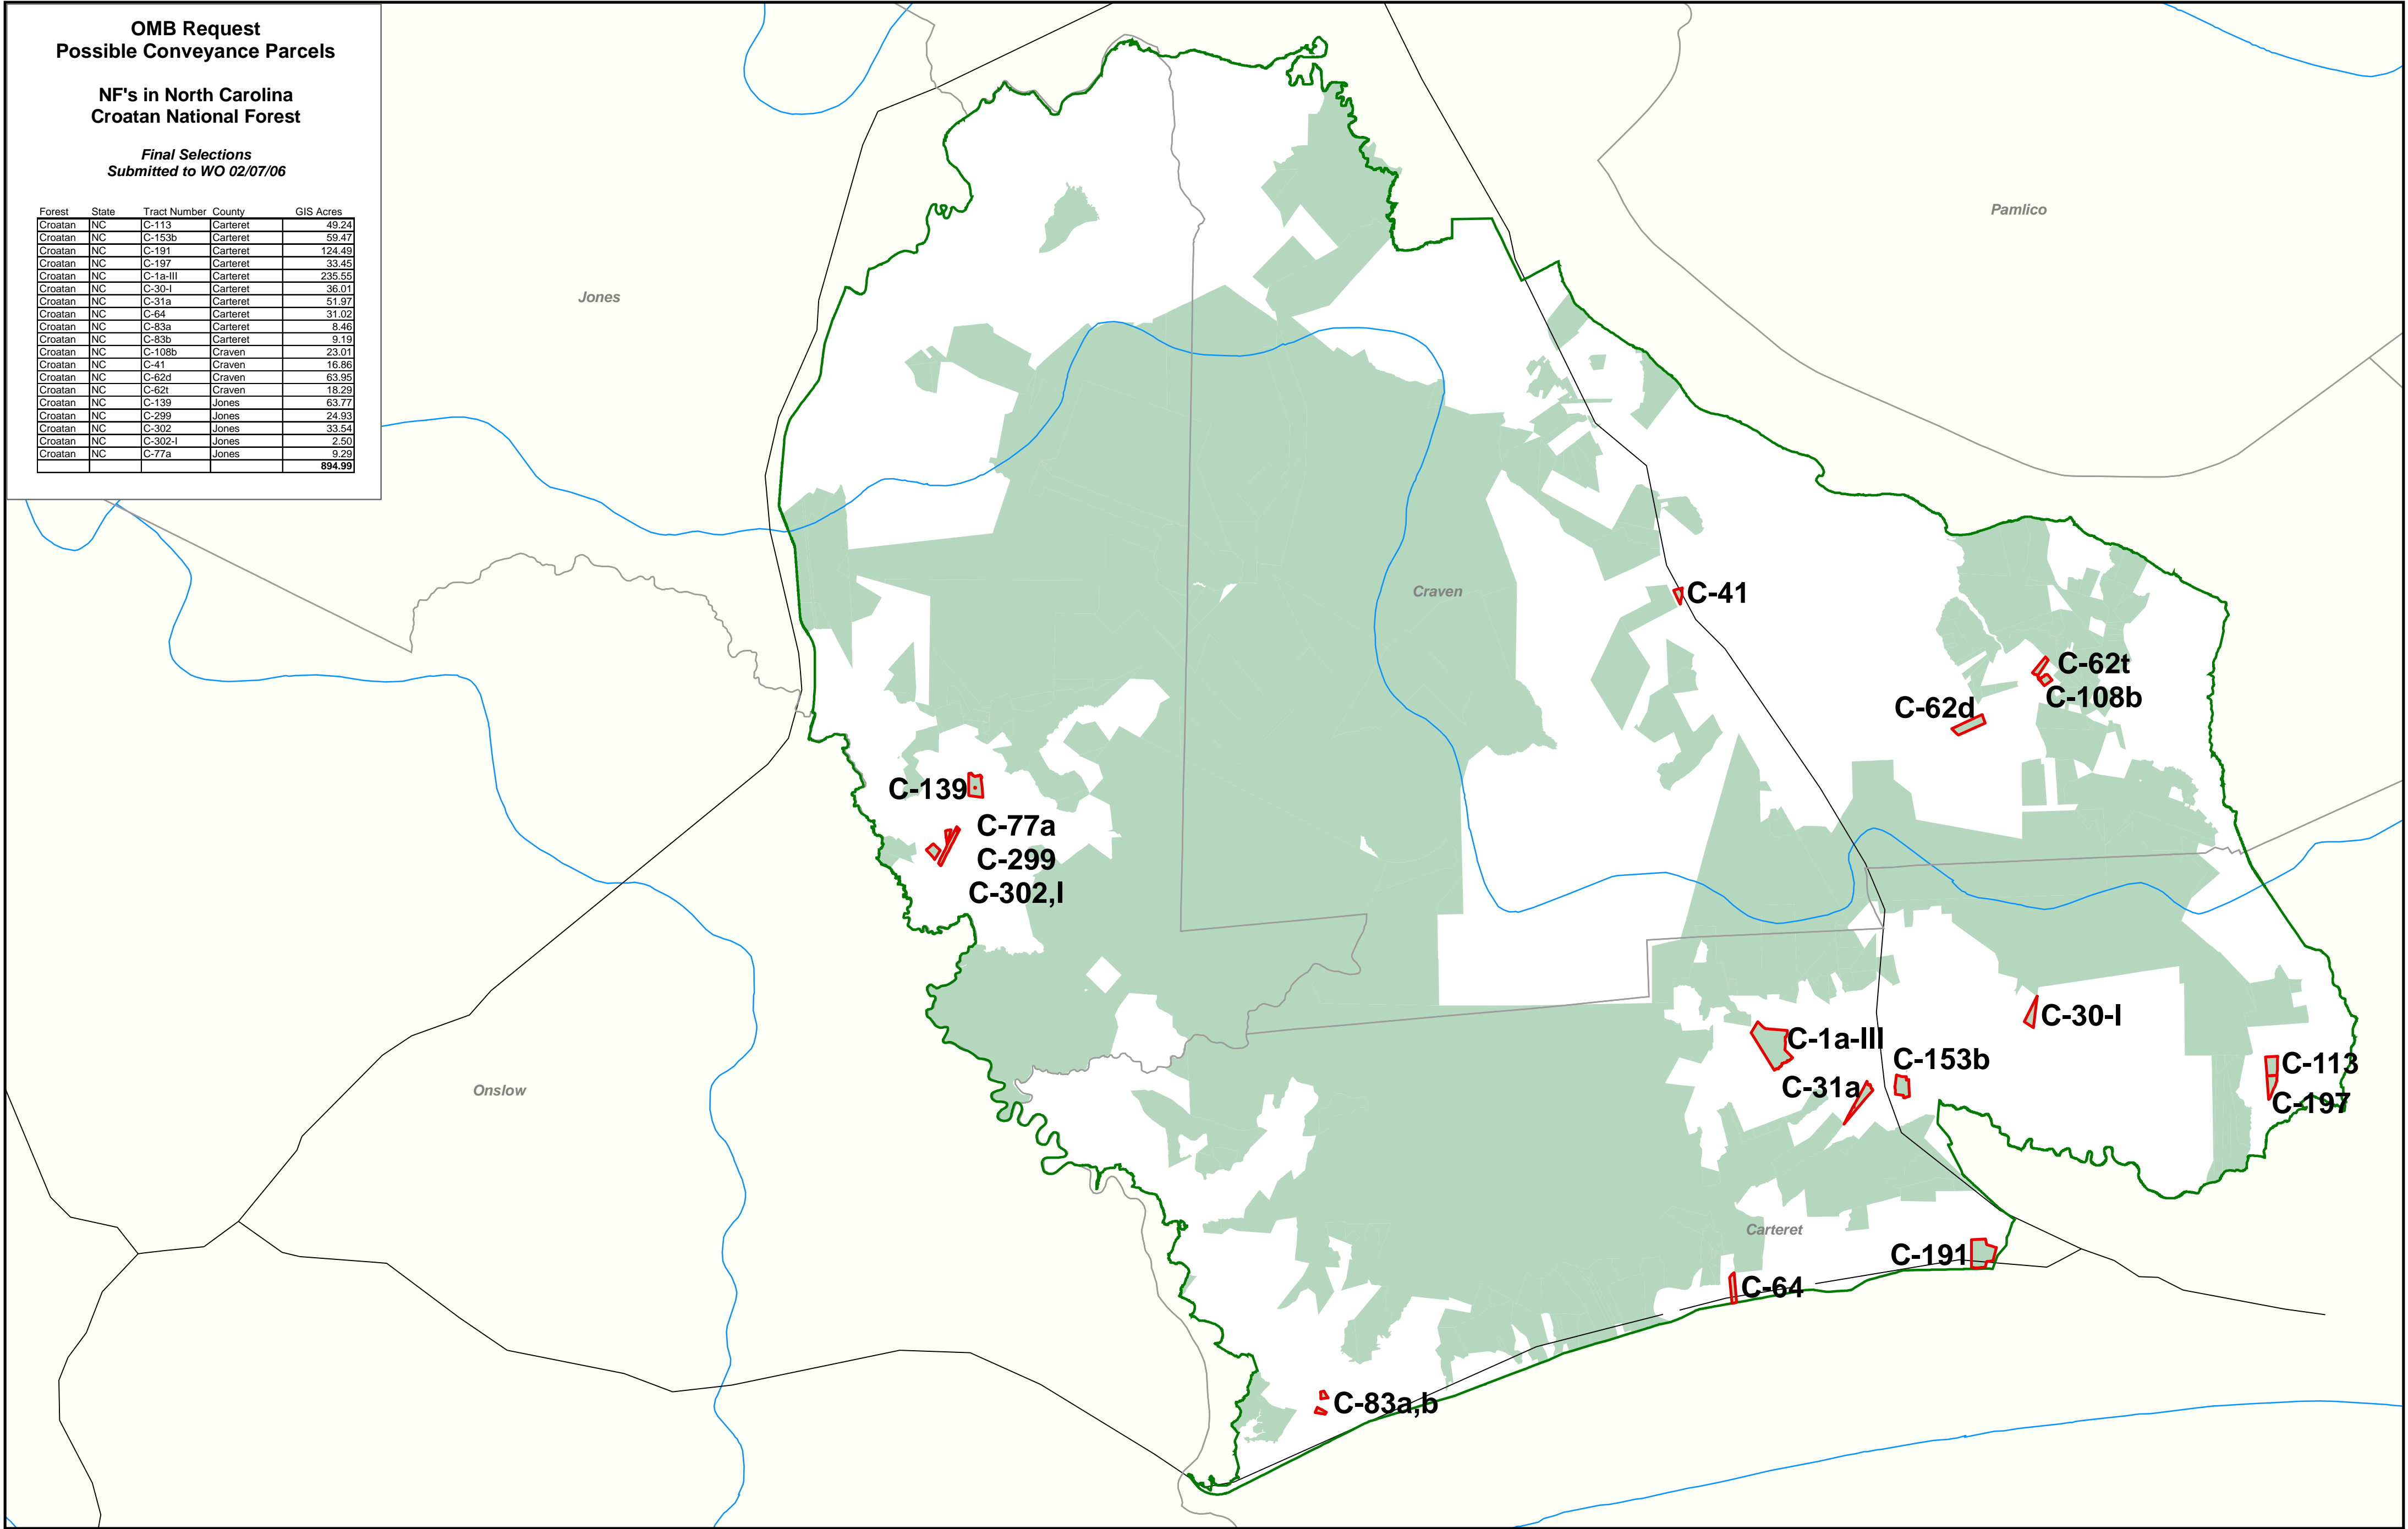 OMB Request
Possible Conveyance Parcels
NF's in North Carolina
Croatan National Forest
Final Selections
Submitted to WO 02/07/06
Forest State Tract Number County GIS Acres
Croatan NC C-113 Carteret 49.24
Croatan NC C-153b Carteret 59.47
Croatan NC C-191 Carteret 124.49
Croatan NC C-197 Carteret 33.45
Croatan NC C-1a-III Carteret 235.55
Croatan NC C-30-I Carteret 36.01
Croatan NC C-31a Carteret 51.97
Croatan NC C-64 Carteret 31.02
Croatan NC C-83a Carteret 8.46
Croatan NC C-83b Carteret 9.19
Croatan NC C-108b Craven 23.01
Croatan NC C-41 Craven 16.86
Croatan NC C-62d Craven 63.95
Croatan NC C-62t Craven 18.29
Croatan NC C-139 Jones 63.77
Croatan NC C-299 Jones 24.93
Croatan NC C-302 Jones 33.54
Croatan NC C-302-I Jones 2.50
Croatan NC C-77a Jones 9.29
894.99
Pamlico
Jones
Craven
C-41
C-62t
C-108b
C-62d
C-139
C-77a
C-299
C-302,I
C-30-I
C-1a-III
C-153b
C-113
C-31a
C-197
Onslow
Carteret
C-191
C-64
C-83a,b